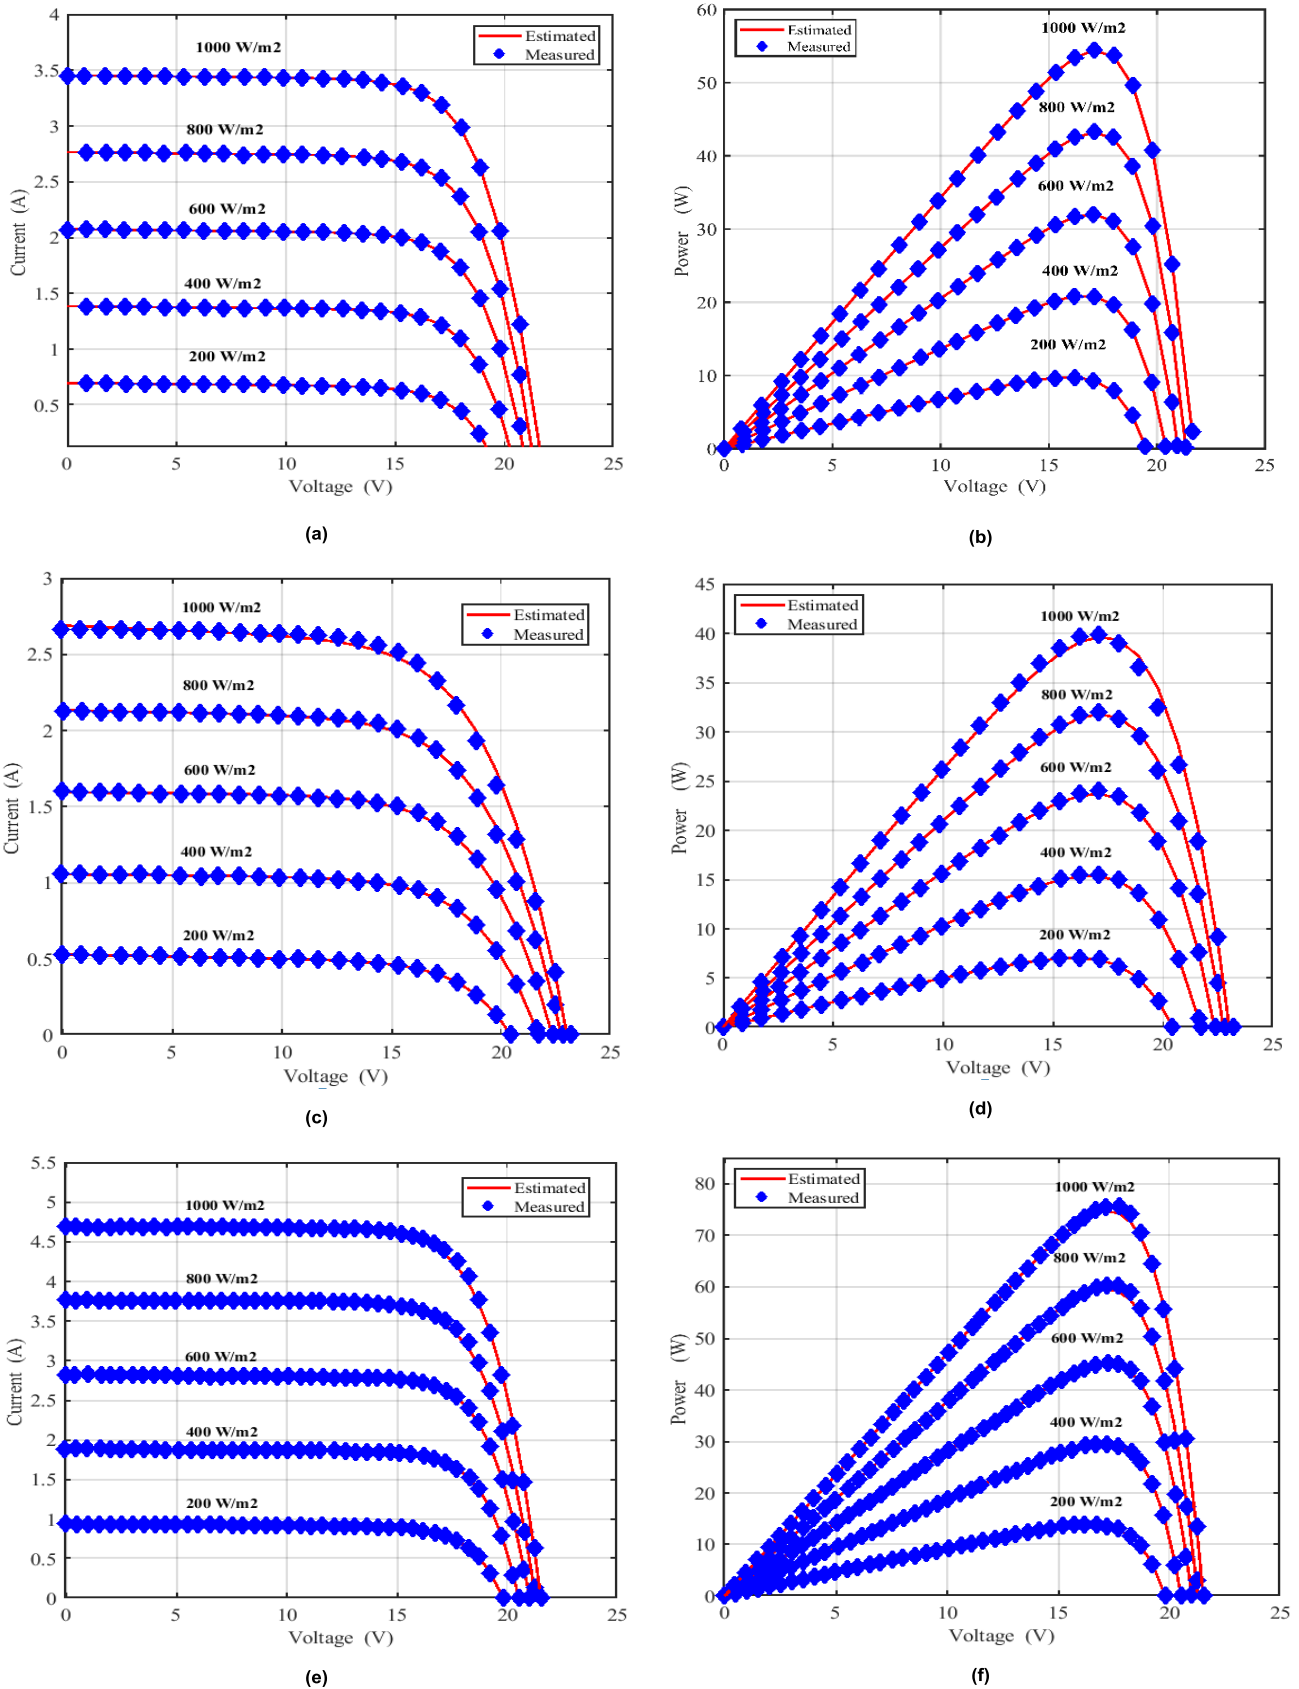 4
3.5
3
2.5
2
1.5
1
0.5
0
5
10
15
20
25
Current (A)
Voltage (V)
Estimated
Measured
1000 W/m2
800 W/m2
600 W/m2
400 W/m2
200 W/m2
(a)
60
50
40
30
20
10
0
0
5
10
15
20
25
Power (W)
Voltage (V)
Estimated
Measured
1000 W/m2
800 W/m2
600 W/m2
400 W/m2
200 W/m2
(b)
3
2.5
2
1.5
1
0.5
0
0
5
10
15
20
25
Current (A)
Voltage (V)
Estimated
Measured
1000 W/m2
800 W/m2
600 W/m2
400 W/m2
200 W/m2
(c)
45
40
35
30
25
20
15
10
5
0
0
5
10
15
20
25
Power (W)
Voltage (V)
Estimated
Measured
1000 W/m2
800 W/m2
600 W/m2
400 W/m2
200 W/m2
(d)
5.5
5
4.5
4
3.5
3
2.5
2
1.5
1
0.5
0
0
5
10
15
20
25
Current (A)
Voltage (V)
Estimated
Measured
1000 W/m2
800 W/m2
600 W/m2
400 W/m2
200 W/m2
(e)
80
70
60
50
40
30
20
10
0
0
5
10
15
20
25
Power (W)
Voltage (V)
Estimated
Measured
1000 W/m2
800 W/m2
600 W/m2
400 W/m2
200 W/m2
(f)